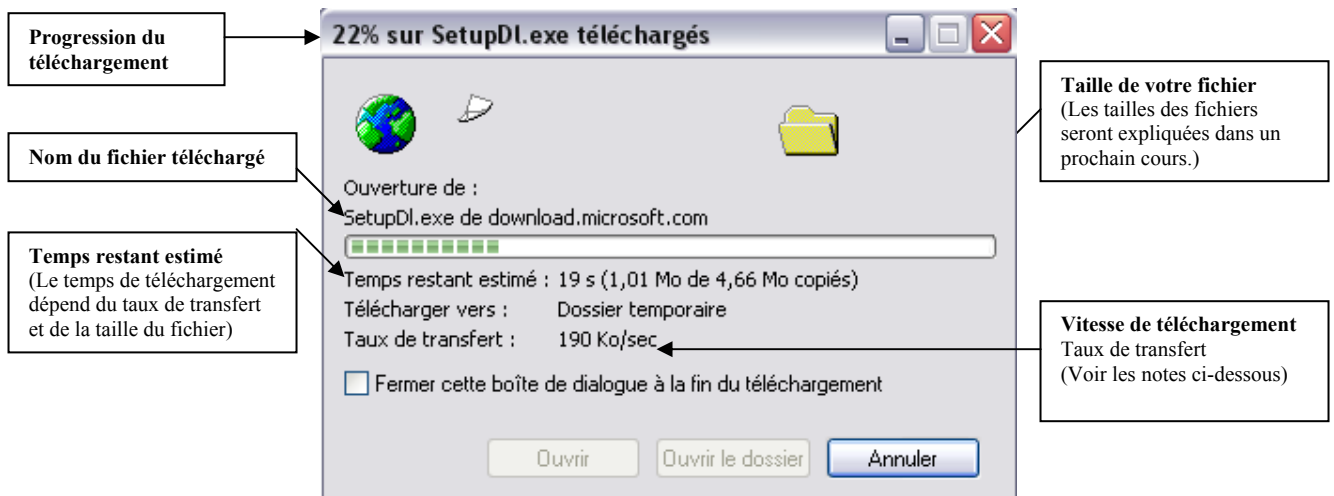 Progression du
téléchargement
22% sur SetupDl.exe téléchargés
Taille de votre fichier
(Les tailles des fichiers
seront expliquées dans un
prochain cours.)
Nom du fichier téléchargé
Ouverture de :
SetupDl.exe de download.microsoft.com
Temps restant estimé
(Le temps de téléchargement
dépend du taux de transfert
et de la taille du fichier)
Temps restant estimé : 19 s (1,01 Mo de 4,66 Mo copiés)
Télécharger vers : Dossier temporaire
Taux de transfert : 190 Ko/sec
Vitesse de téléchargement
Taux de transfert
(Voir les notes ci-dessous)
Fermer cette boîte de dialogue à la fin du téléchargement
Ouvrir
Ouvrir le dossier
Annuler